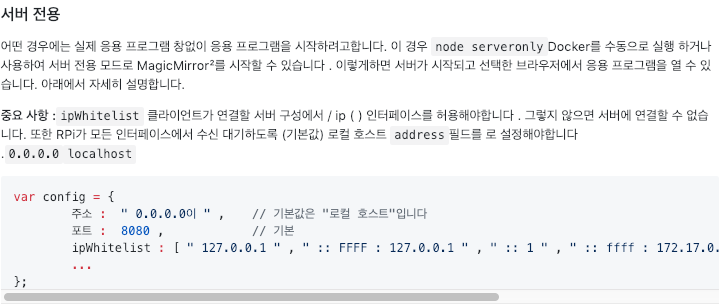 서버 전용
어떤 경우에는 실제 응용 프로그램 창없이 응용 프로그램을 시작하려고합니다. 이 경우 node serveronly Docker를 수동으로 실행 하거나
사용하여 서버 전용 모드로 MagicMirror²를 시작할 수 있습니다 . 이렇게하면 서버가 시작되고 선택한 브라우저에서 응용 프로그램을 열 수 있
습니다. 아래에서 자세히 설명합니다.
중요 사항 : ipWhitelist 클라이언트가 연결할 서버 구성에서 / ip ( ) 인터페이스를 허용해야합니다 . 그렇지 않으면 서버에 연결할 수 없습
니다. 또한 RPi가 모든 인터페이스에서 수신 대기하도록 (기본값) 로컬 호스트 address 필드를 로 설정해야합니다
. 0.0.0.0 localhost
var config = {
주소 : " 0.0.0.0이 " , // 기본값은 "로컬 호스트"입니다
포트 : 8080 , // 기본
ipWhitelist : [ " 127.0.0.1 " , " :: FFFF : 127.0.0.1 " , " :: 1 " , " :: ffff : 172.17.0.
...
};